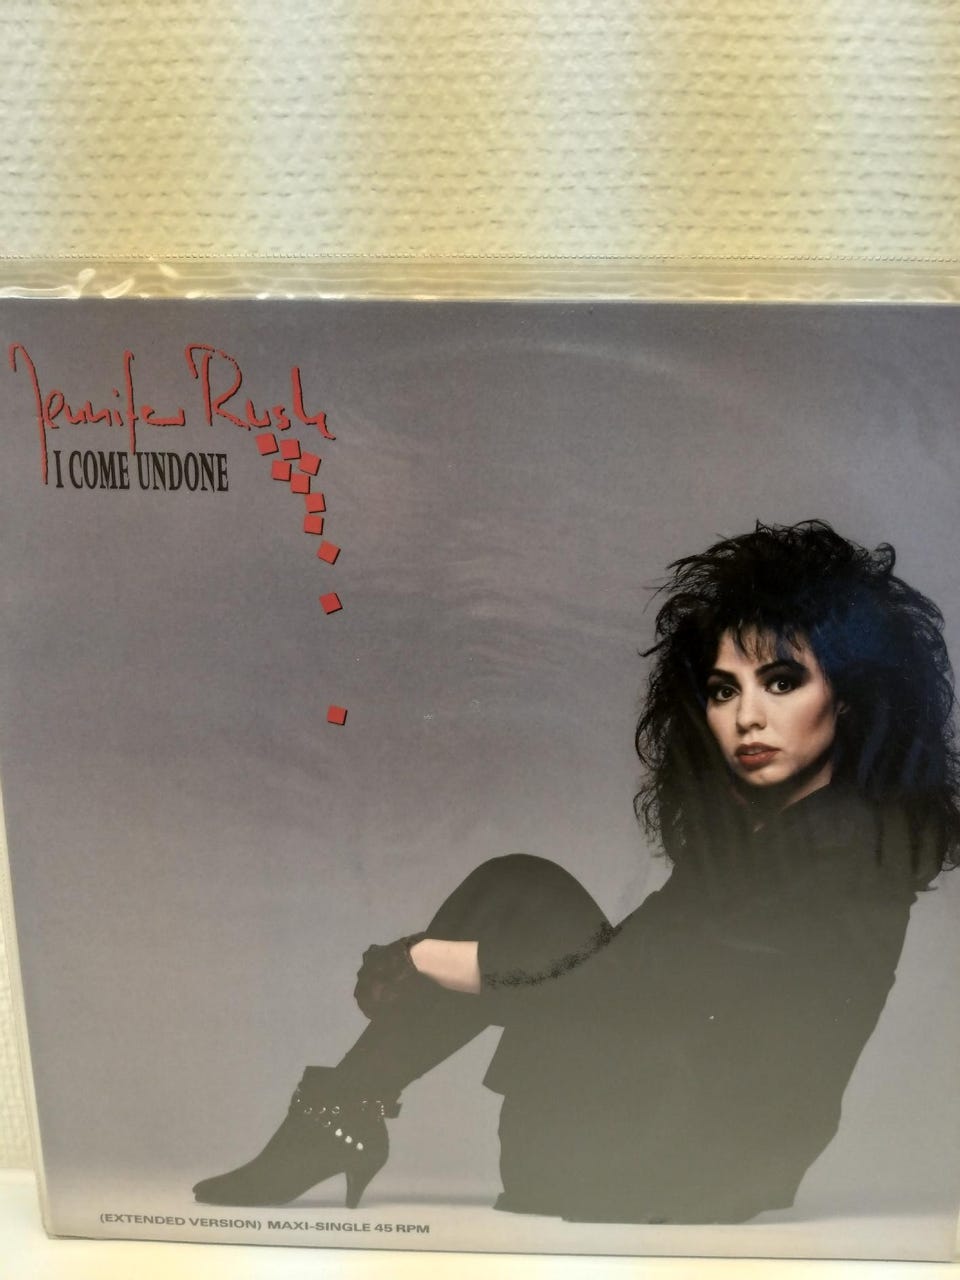 Jennifer Rush
I COME UNDONE
(EXTENDED VERSION) MAXI-SINGLE 45 RPM